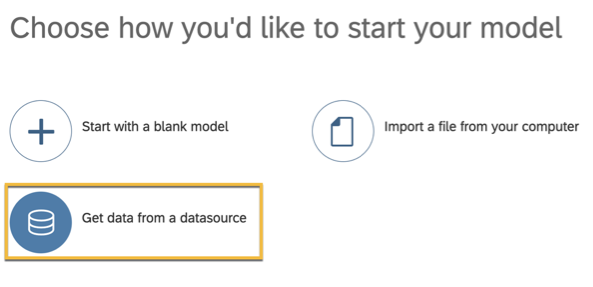 Choose how you'd like to start your model
Start with a blank model
Import a file from your computer
Get data from a datasource